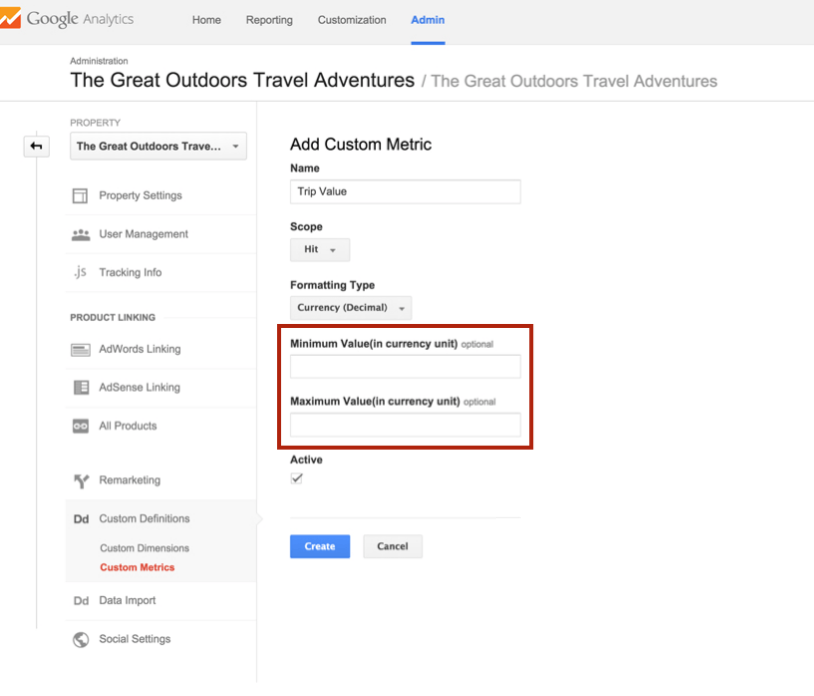 Google Analytics
Home Reporting Customization Admin
Administration
The Great Outdoors Travel Adventures / The Great Outdoors Travel Adventures
PROPERTY
The Great Outdoors Trave...
Property Settings
User Management
.js Tracking Info
PRODUCT LINKING
AdWords Linking
AdSense Linking
All Products
Remarketing
Dd Custom Definitions
Custom Dimensions
Custom Metrics
Dd Data Import
Social Settings
Add Custom Metric
Name
Trip Value
Scope
Hit
Formatting Type
Currency (Decimal)
Minimum Value(in currency unit) optional
Maximum Value(in currency unit) optional
Active
Create Cancel